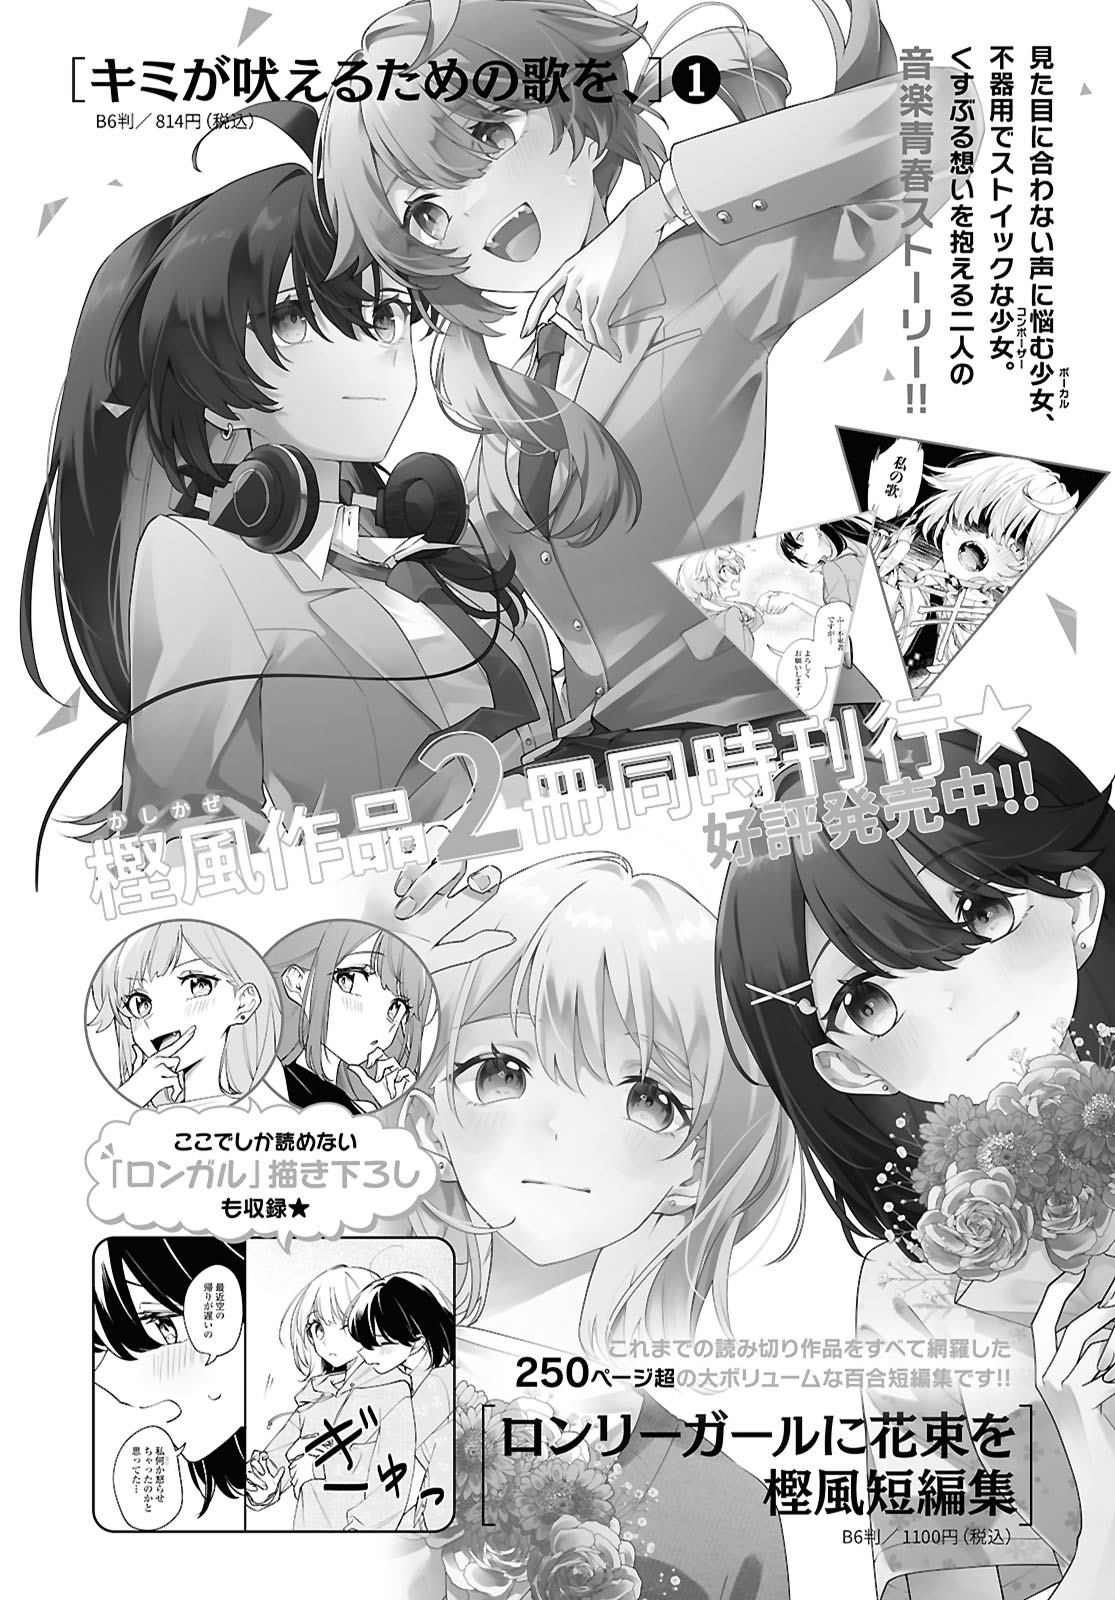 [キミが吠えるための歌を、]❶
B6判／814円（税込）
見た目に合わない声に悩む少女、
ボーカル
不器用でストイックな少女。
コンポーザー
くすぶる想いを抱える二人の
音楽青春ストーリー!!
私の歌
ふ…不束者ですが…
よろしく
お願いします！
かしかぜ
樫風作品2冊同時刊行★
好評発売中!!
ここでしか読めない
「ロンガル」描き下ろし
も収録★
最近空の
帰りが遅いの
私何か怒らせ
ちゃったのかと
思ってた…
ギューっ
これまでの読み切り作品をすべて網羅した
250ページ超の大ボリュームな百合短編集です!!
[ロンリーガールに花束を
樫風短編集]
B6判／1100円（税込）